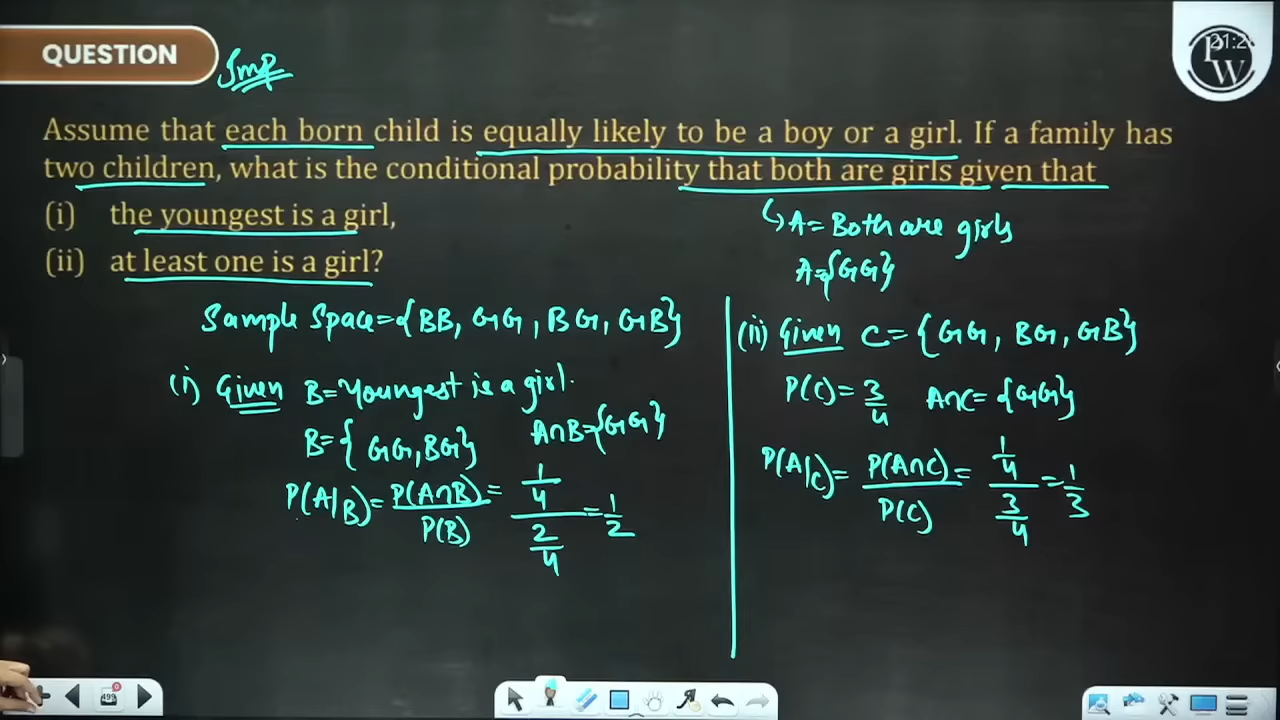 QUESTION
Imp
21:2
PW
Assume that each born child is equally likely to be a boy or a girl. If a family has
two children, what is the conditional probability that both are girls given that
(i) the youngest is a girl,
(ii) at least one is a girl?
↳ A = Both are girls
A = {GG}
Sample Space = {BB, GG, BG, GB}
(i) Given B = Youngest is a girl.
B = {GG, BG} A∩B = {GG}
P(A/B) = P(A∩B)/P(B) = (1/4)/(2/4) = 1/2
(ii) Given C = {GG, BG, GB}
P(C) = 3/4 A∩C = {GG}
P(A/C) = P(A∩C)/P(C) = (1/4)/(3/4) = 1/3
499